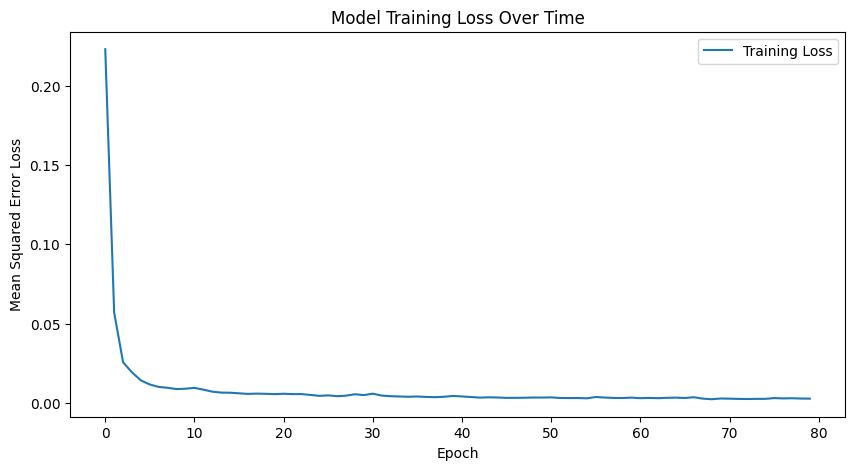 Model Training Loss Over Time
Training Loss
Mean Squared Error Loss
0.20
0.15
0.10
0.05
0.00
0 10 20 30 40 50 60 70 80
Epoch